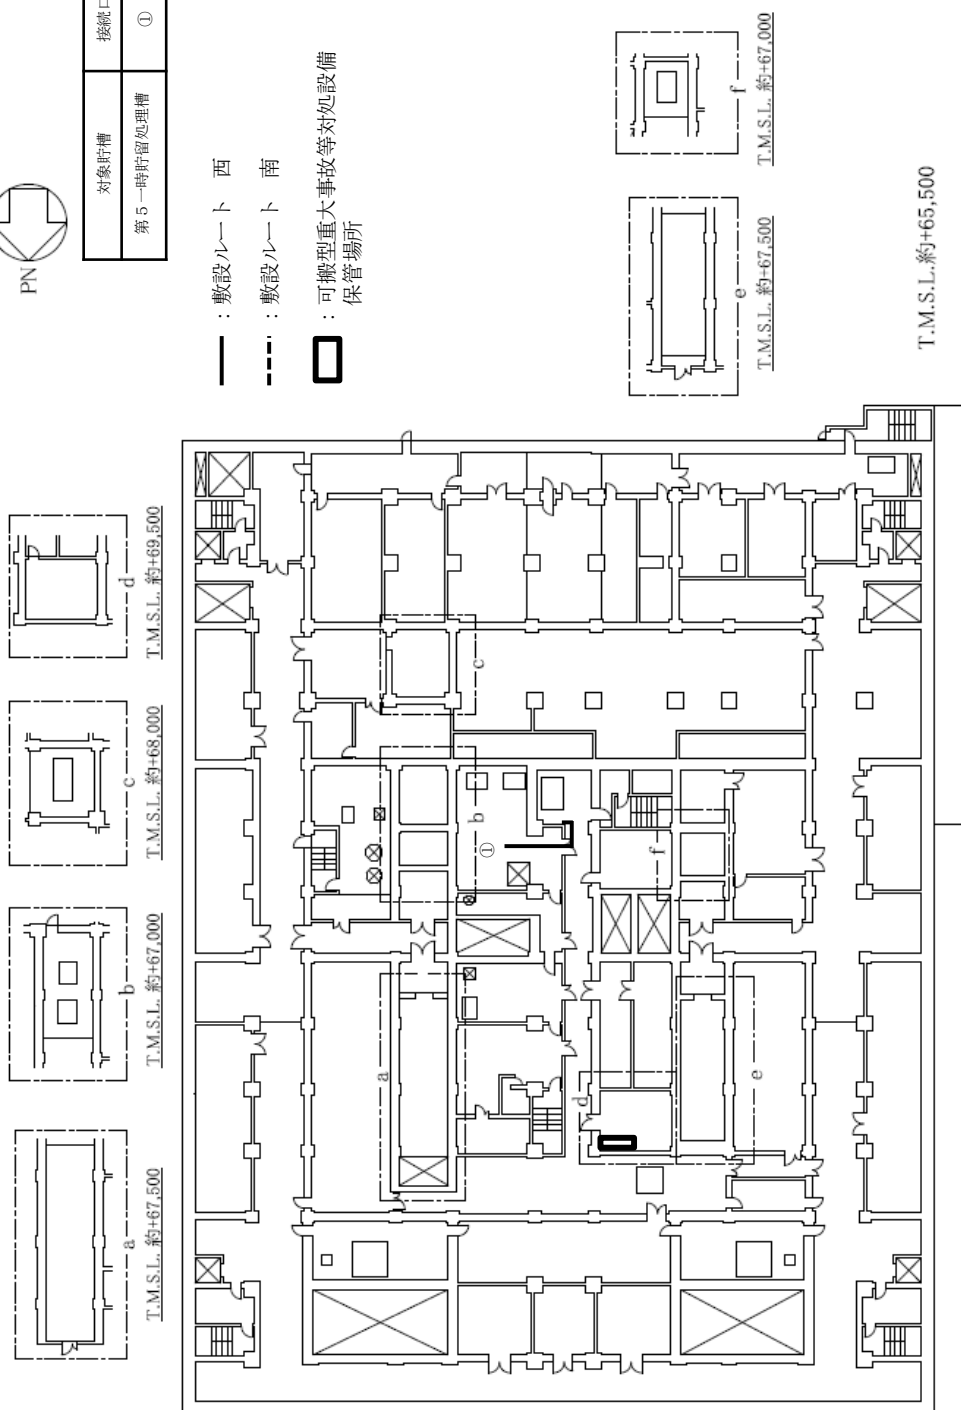 PN
対象貯槽
接続口
第5一時貯留処理槽
①
：敷設ルート 西
：敷設ルート 南
：可搬型重大事故等対処設備
保管場所
a
T.M.S.L. 約+67,500
b
T.M.S.L. 約+67,000
c
T.M.S.L. 約+68,000
d
T.M.S.L. 約+69,500
e
T.M.S.L. 約+67,500
f
T.M.S.L. 約+67,000
T.M.S.L.約+65,500
a
b
c
d
e
f
①